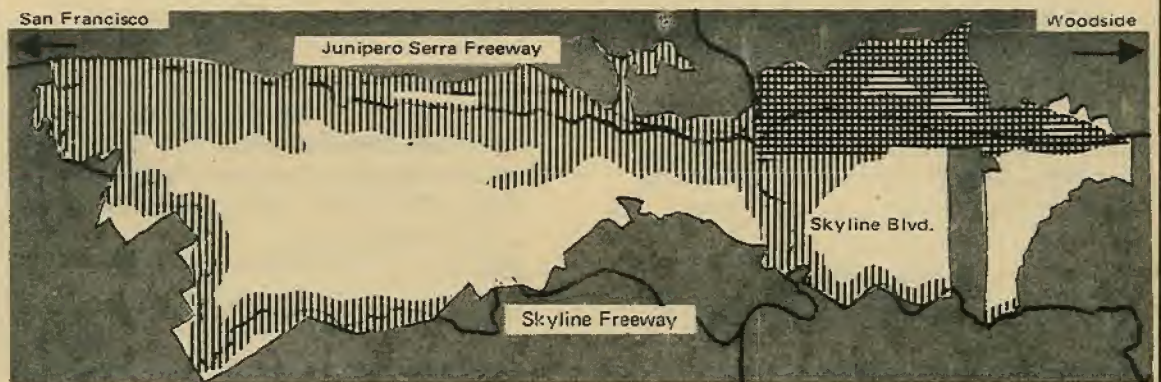 San Francisco
Woodside
Junipero Serra Freeway
Skyline Blvd.
Skyline Freeway